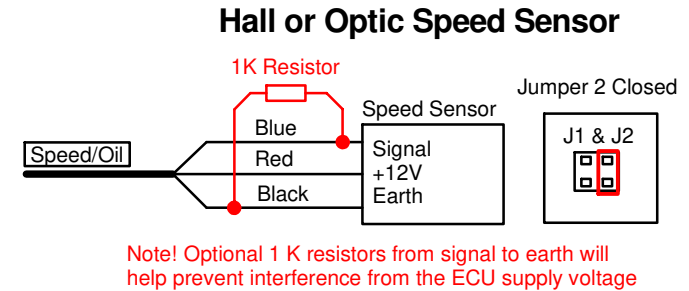 Hall or Optic Speed Sensor
1K Resistor
Jumper 2 Closed
Speed Sensor
Blue
J1 & J2
Signal
Speed/Oil
Red
+12V
Black
Earth
Note! Optional 1 K resistors from signal to earth will
help prevent interference from the ECU supply voltage